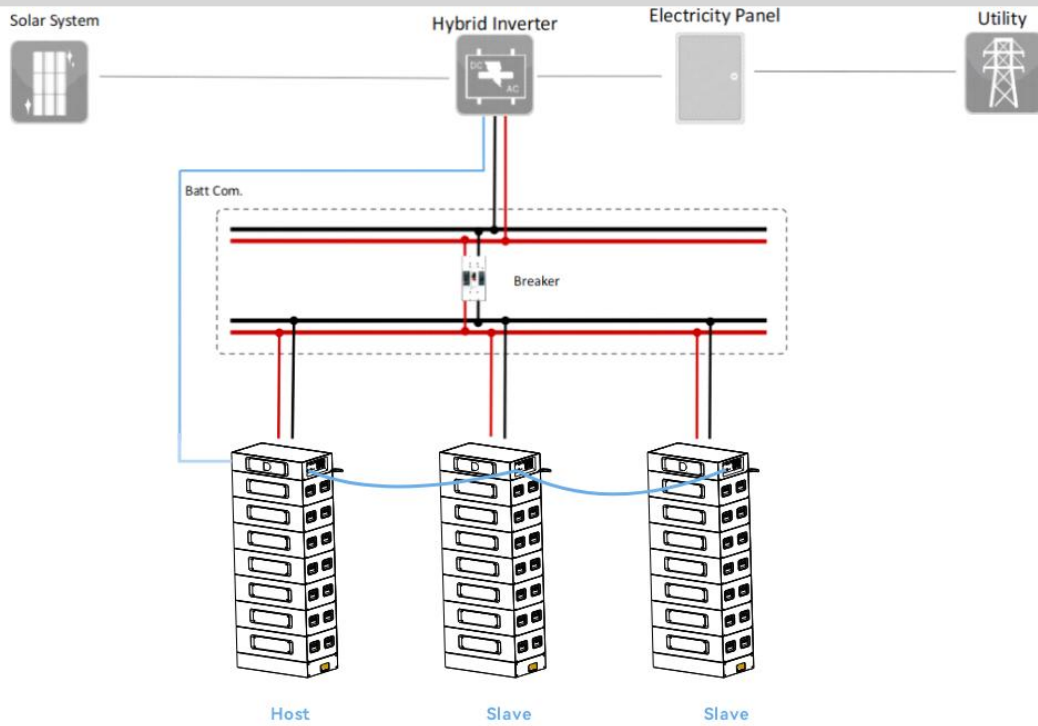 Solar System
Hybrid Inverter
Electricity Panel
Utility
DC
AC
Batt Com.
Breaker
Host
Slave
Slave